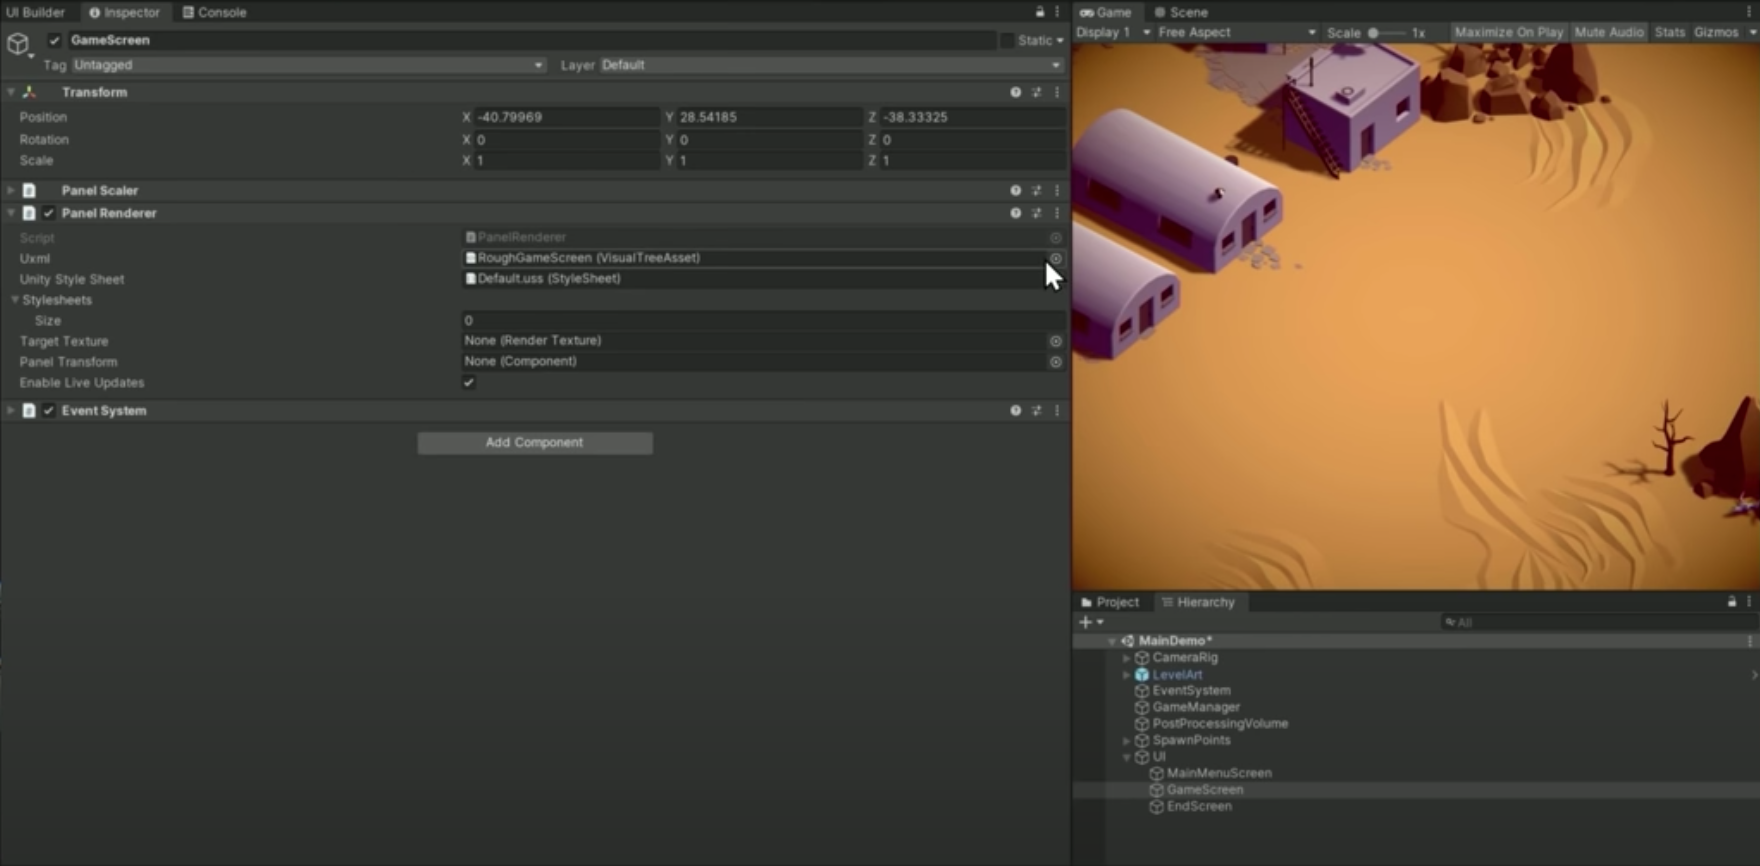 UI Builder Inspector Console
GameScreen Static
Tag Untagged Layer Default
Transform
Position X -40.79969 Y 28.54185 Z -38.33325
Rotation X 0 Y 0 Z 0
Scale X 1 Y 1 Z 1
Panel Scaler
Panel Renderer
Script PanelRenderer
Uxml RoughGameScreen (VisualTreeAsset)
Unity Style Sheet Default.uss (StyleSheet)
Stylesheets
Size 0
Target Texture None (Render Texture)
Panel Transform None (Component)
Enable Live Updates
Event System
Add Component
Game Scene
Display 1 Free Aspect Scale 1x Maximize On Play Mute Audio Stats Gizmos
Project Hierarchy
All
MainDemo*
CameraRig
LevelArt
EventSystem
GameManager
PostProcessingVolume
SpawnPoints
UI
MainMenuScreen
GameScreen
EndScreen